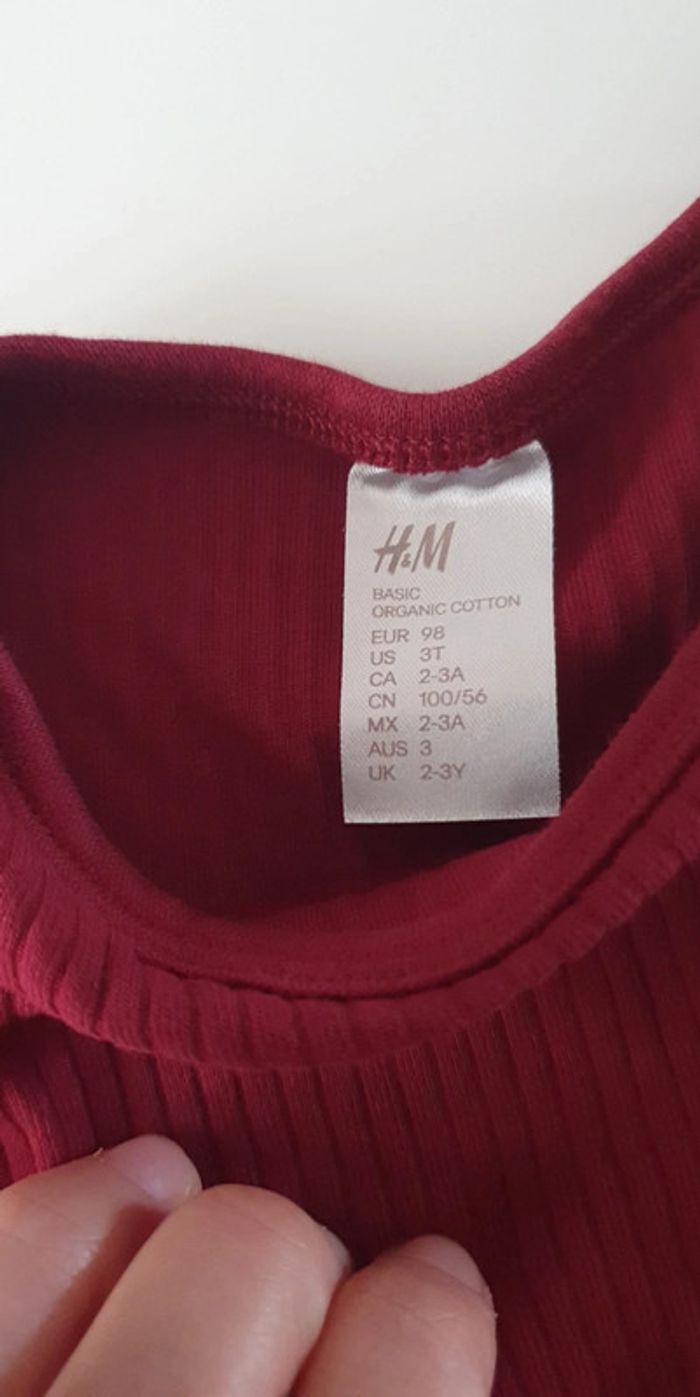 H&M
BASIC
ORGANIC COTTON
EUR 98
US 3T
CA 2-3A
CN 100/56
MX 2-3A
AUS 3
UK 2-3Y